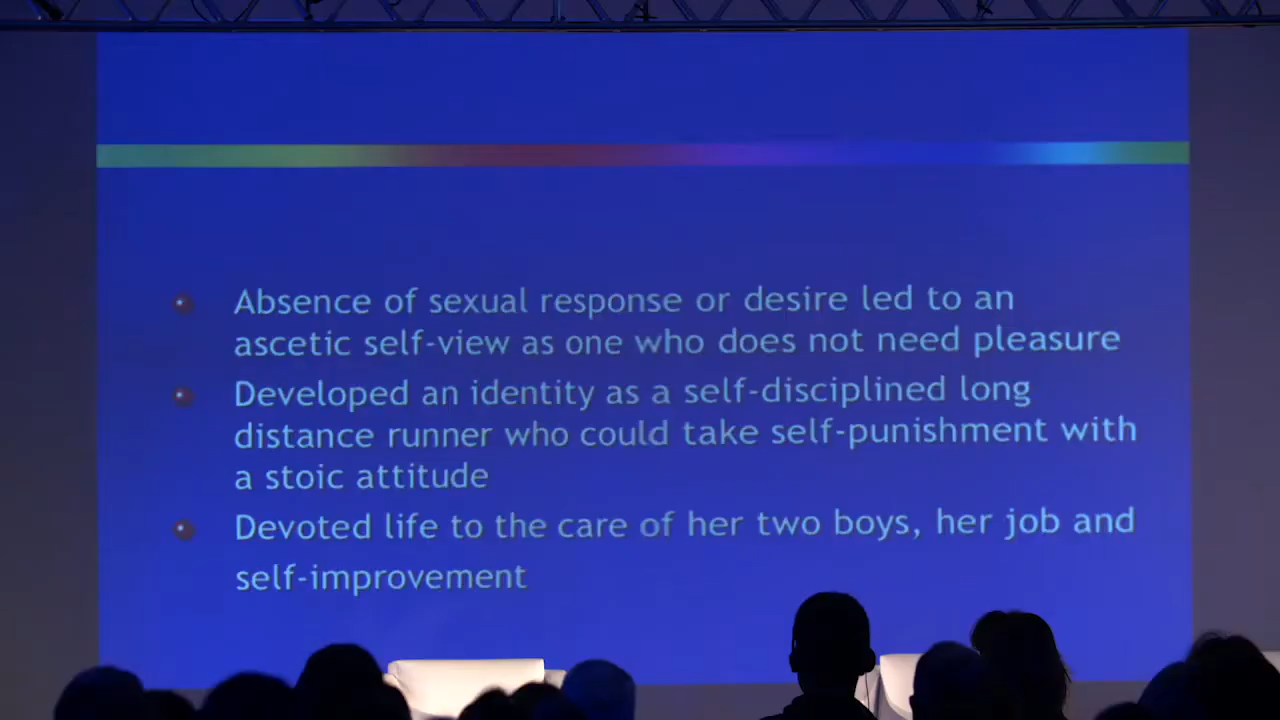 Absence of sexual response or desire led to an
ascetic self-view as one who does not need pleasure
Developed an identity as a self-disciplined long
distance runner who could take self-punishment with
a stoic attitude
Devoted life to the care of her two boys, her job and
self-improvement